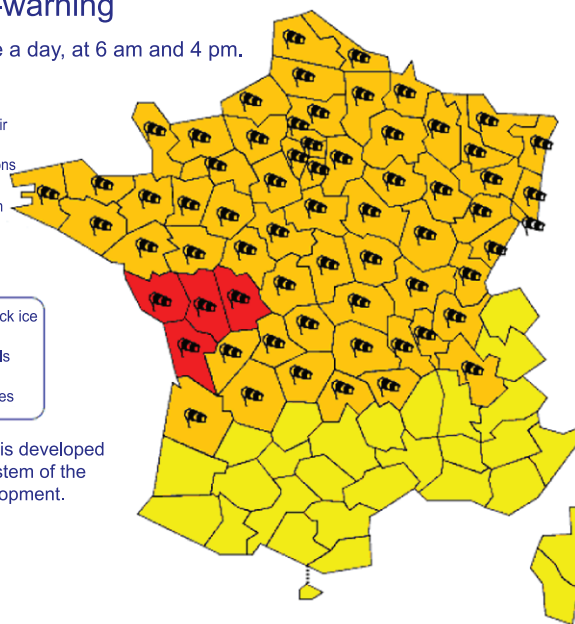 -warning
e a day, at 6 am and 4 pm.
ir
ons
n
ck ice
ls
es
is developed
stem of the
opment.